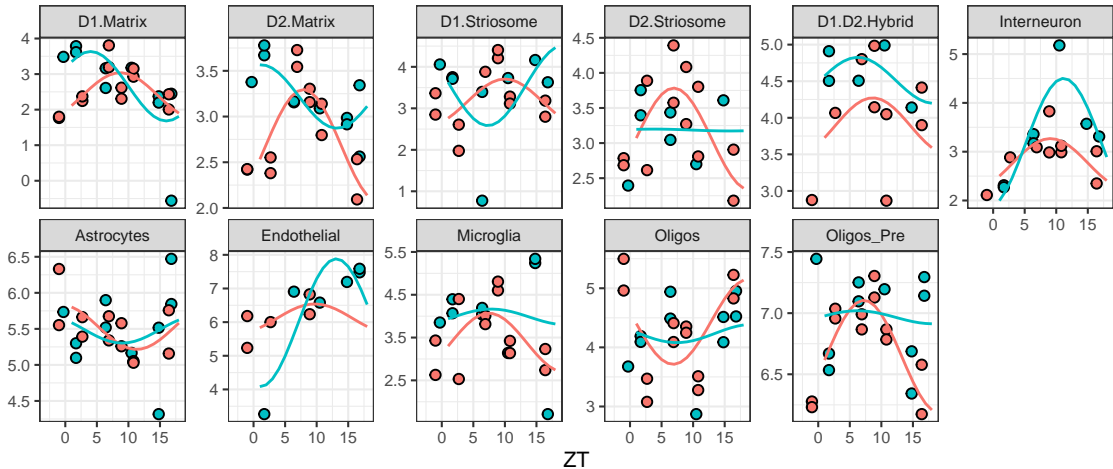 D1.Matrix D2.Matrix D1.Striosome D2.Striosome D1.D2.Hybrid Interneuron
4 3 2 1 0
3.5 3.0 2.5 2.0
5 4 3 2 1
4.5 4.0 3.5 3.0 2.5
5.0 4.5 4.0 3.5 3.0
5 4 3 2
0 5 10 15
Astrocytes Endothelial Microglia Oligos Oligos_Pre
6.5 6.0 5.5 5.0 4.5
8 7 6 5 4 3
5.5 4.5 3.5 2.5
5 4 3
7.5 7.0 6.5
0 5 10 15 0 5 10 15 0 5 10 15 0 5 10 15 0 5 10 15
ZT